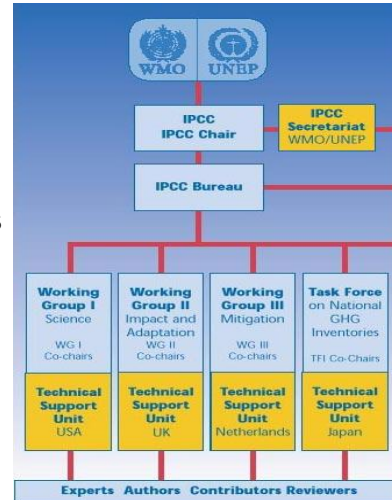 WMO UNEP
IPCC
IPCC Chair
IPCC
Secretariat
WMO/UNEP
IPCC Bureau
Working
Group I
Science
WG I
Co-chairs
Technical
Support
Unit
USA
Working
Group II
Impact and
Adaptation
WG II
Co-chairs
Technical
Support
Unit
UK
Working
Group III
Mitigation
WG III
Co-chairs
Technical
Support
Unit
Netherlands
Task Force
on National
GHG
Inventories
TFI Co-Chairs
Technical
Support
Unit
Japan
Experts Authors Contributors Reviewers